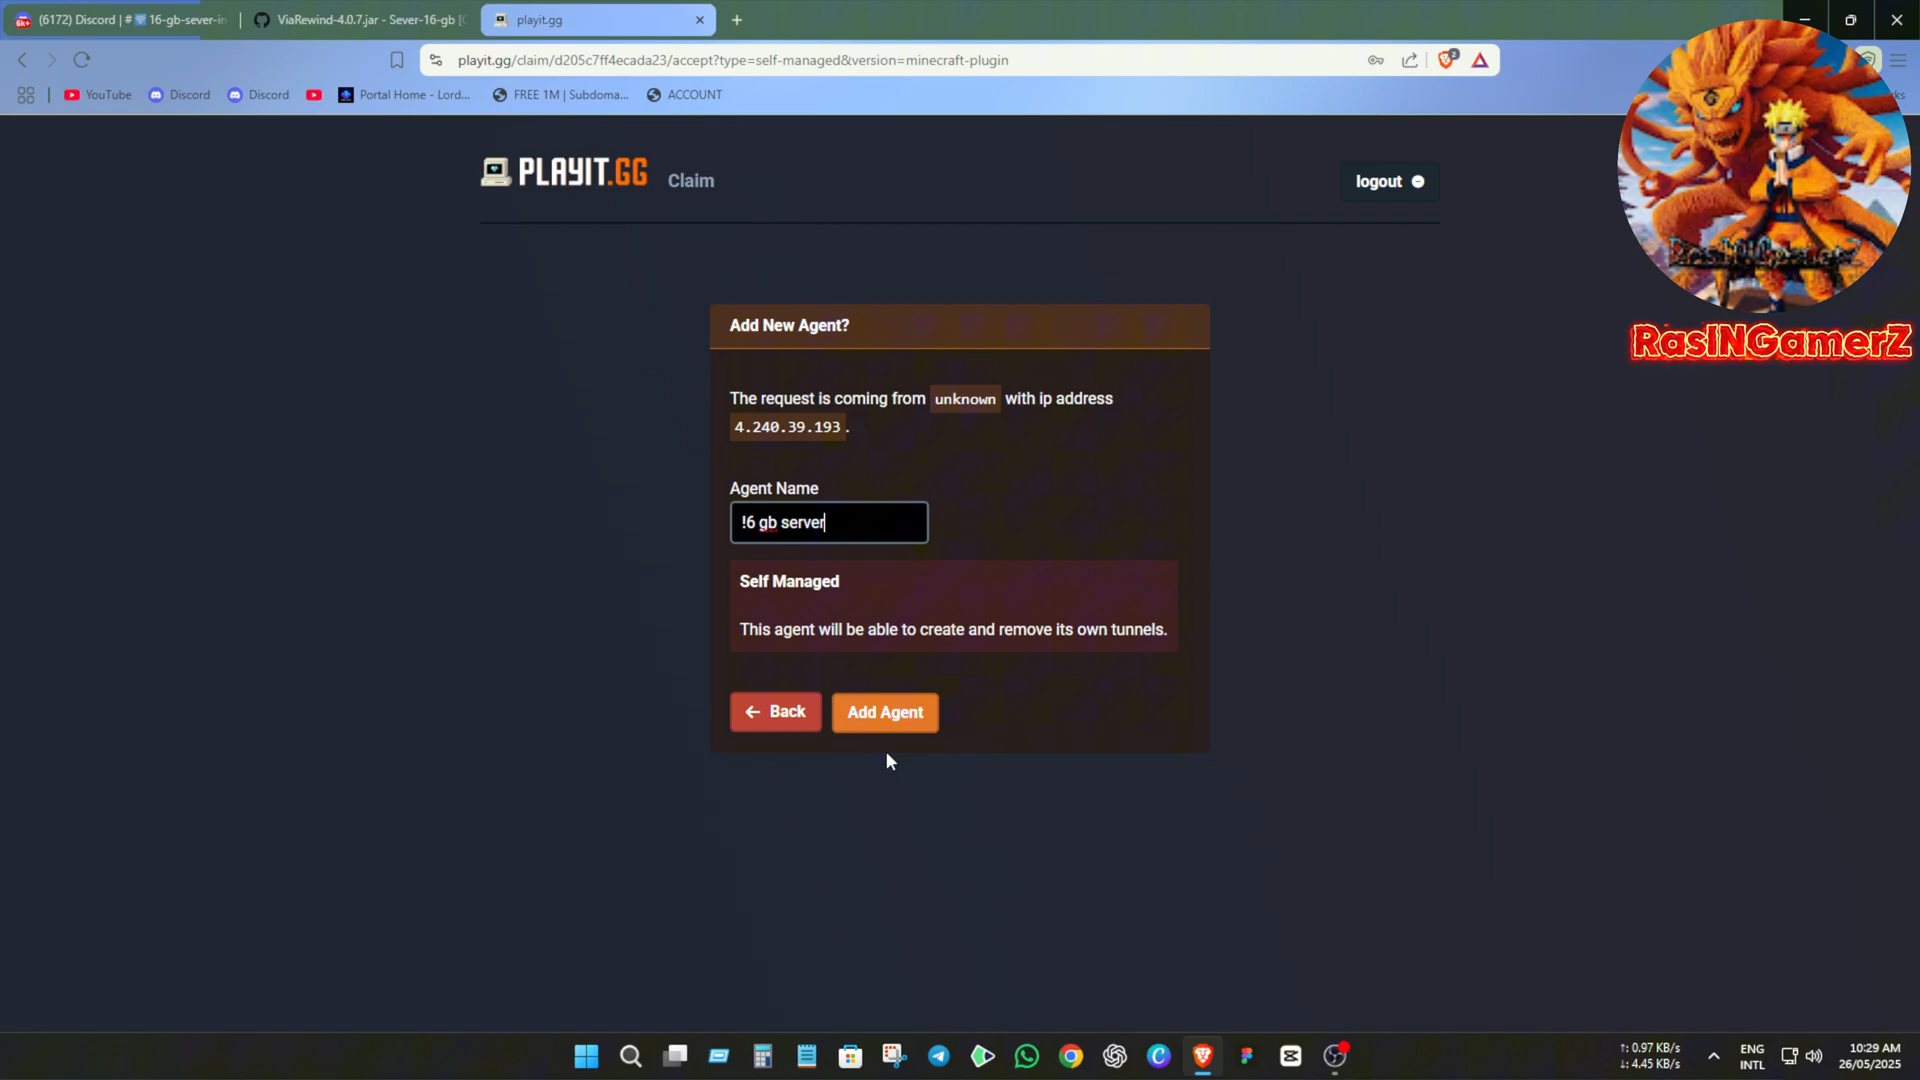 (6172) Discord | # 16-gb-sever-in
ViaRewind-4.0.7.jar - Sever-16-gb [
playit.gg
playit.gg/claim/d205c7ff4ecada23/accept?type=self-managed&version=minecraft-plugin
YouTube
Discord
Discord
Portal Home - Lord...
FREE 1M | Subdoma...
ACCOUNT
PLAYIT.GG
Claim
logout
RasINGamerZ
Add New Agent?
The request is coming from unknown with ip address
4.240.39.193.
Agent Name
!6 gb server
Self Managed
This agent will be able to create and remove its own tunnels.
← Back
Add Agent
↑: 0.97 KB/s
↓: 4.45 KB/s
ENG
INTL
10:29 AM
26/05/2025